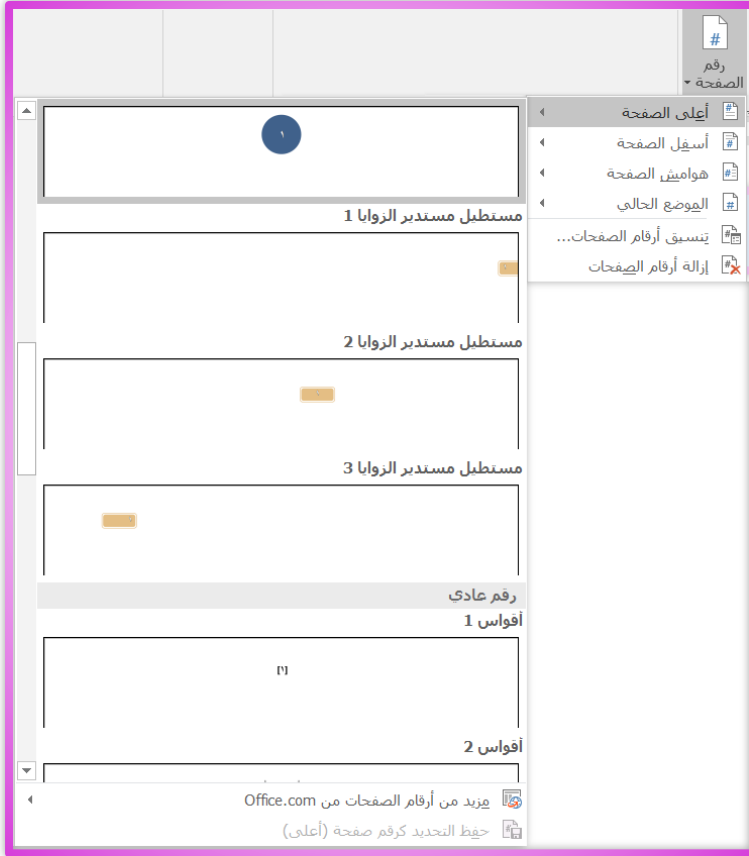 رقم
الصفحة
أعلى الصفحة
أسفل الصفحة
هوامش الصفحة
الموضع الحالي
تنسيق أرقام الصفحات...
إزالة أرقام الصفحات
١
مستطيل مستدير الزوايا 1
مستطيل مستدير الزوايا 2
مستطيل مستدير الزوايا 3
رقم عادي
أقواس 1
[١]
أقواس 2
مزيد من أرقام الصفحات من Office.com
حفظ التحديد كرقم صفحة (أعلى)